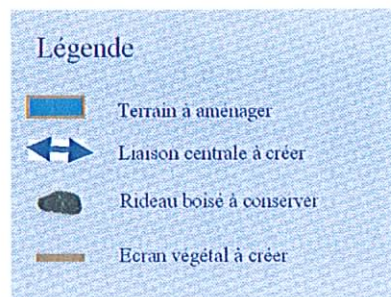 Légende
Terrain à aménager
Liaison centrale à créer
Rideau boisé à conserver
Ecran végétal à créer